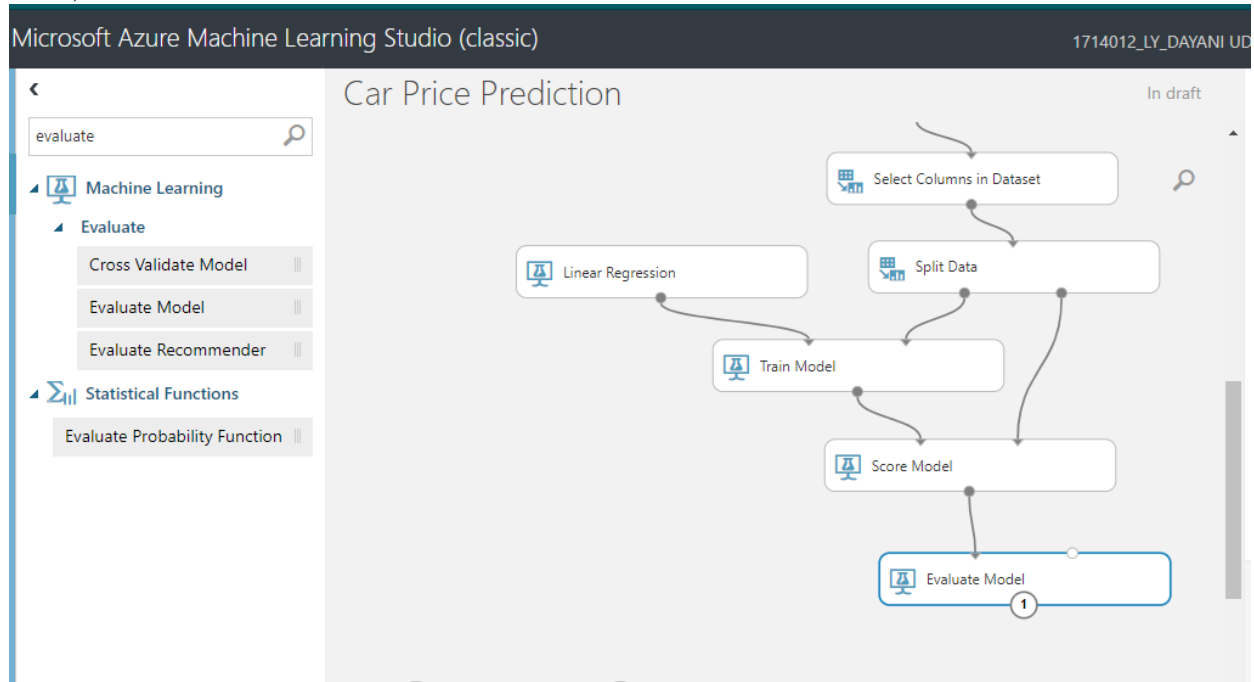 Microsoft Azure Machine Learning Studio (classic)
1714012_LY_DAYANI UD
Car Price Prediction
In draft
evaluate
Machine Learning
Evaluate
Cross Validate Model
Evaluate Model
Evaluate Recommender
Statistical Functions
Evaluate Probability Function
Select Columns in Dataset
Split Data
Linear Regression
Train Model
Score Model
Evaluate Model
1